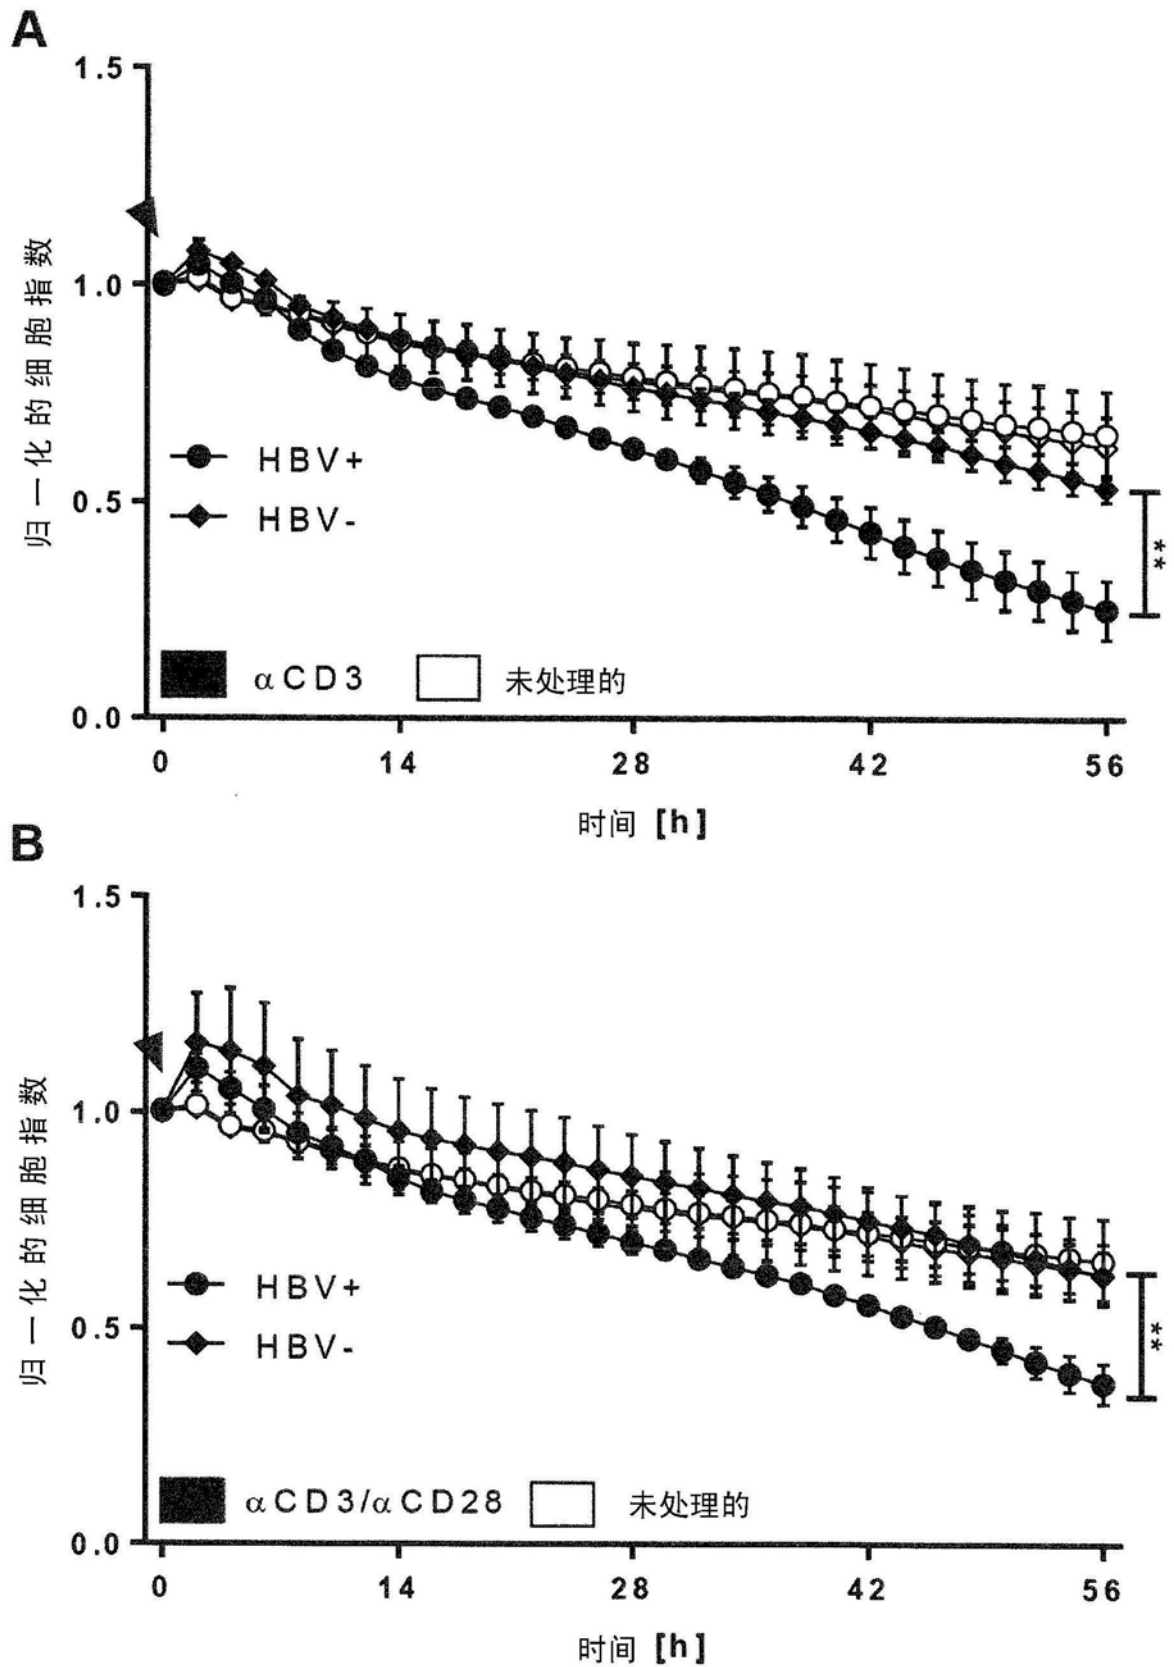 A
1.5
1.0
0.5
0.0
归一化的细胞指数
HBV+
HBV-
αCD3 未处理的
0 14 28 42 56
**
时间 [h]
B
1.5
1.0
0.5
0.0
归一化的细胞指数
HBV+
HBV-
αCD3/αCD28 未处理的
0 14 28 42 56
**
时间 [h]